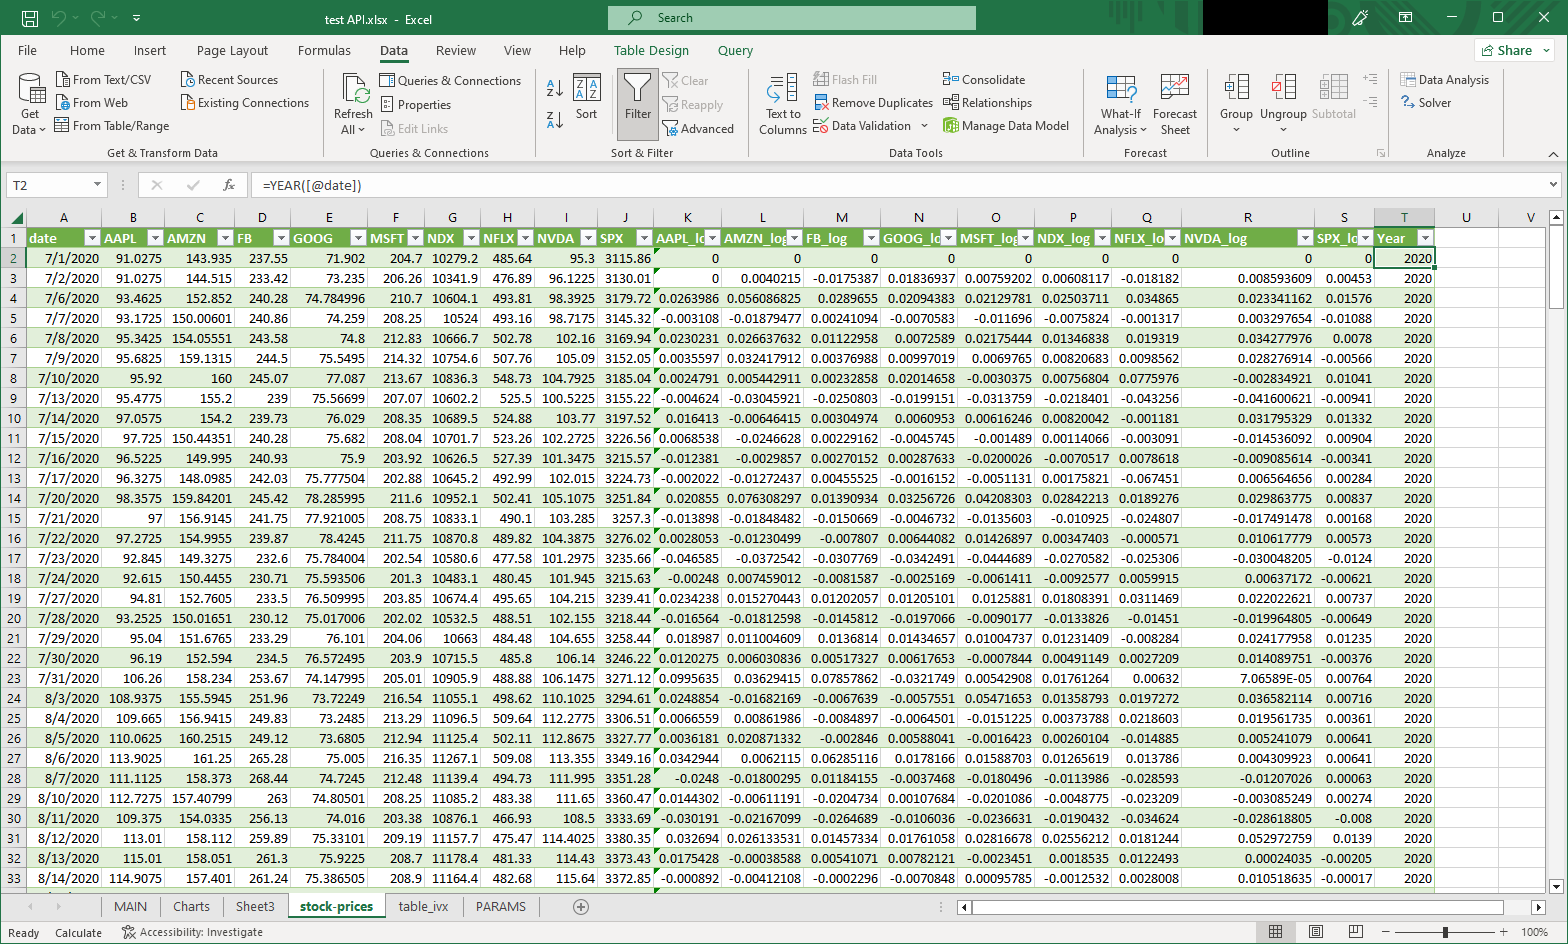 test API.xlsx - Excel
Search
File Home Insert Page Layout Formulas Data Review View Help Table Design Query Share
Get Data From Text/CSV From Web From Table/Range Recent Sources Existing Connections
Get & Transform Data
Refresh All Queries & Connections Properties Edit Links
Queries & Connections
Sort Filter Clear Reapply Advanced
Sort & Filter
Text to Columns Flash Fill Remove Duplicates Data Validation Consolidate Relationships Manage Data Model
Data Tools
What-If Analysis Forecast Sheet
Forecast
Group Ungroup Subtotal
Outline
Data Analysis Solver
Analyze
T2 fx =YEAR([@date])
A B C D E F G H I J K L M N O P Q R S T U V
1 date AAPL AMZN FB GOOG MSFT NDX NFLX NVDA SPX AAPL_lo AMZN_log FB_log GOOG_lo MSFT_log NDX_log NFLX_lo NVDA_log SPX_lo Year
2 7/1/2020 91.0275 143.935 237.55 71.902 204.7 10279.2 485.64 95.3 3115.86 0 0 0 0 0 0 0 0 0 2020
3 7/2/2020 91.0275 144.515 233.42 73.235 206.26 10341.9 476.89 96.1225 3130.01 0 0.0040215 -0.0175387 0.01836937 0.00759202 0.00608117 -0.018182 0.008593609 0.00453 2020
4 7/6/2020 93.4625 152.852 240.28 74.784996 210.7 10604.1 493.81 98.3925 3179.72 0.0263986 0.056086825 0.0289655 0.02094383 0.02129781 0.02503711 0.034865 0.023341162 0.01576 2020
5 7/7/2020 93.1725 150.00601 240.86 74.259 208.25 10524 493.16 98.7175 3145.32 -0.003108 -0.01879477 0.00241094 -0.0070583 -0.011696 -0.0075824 -0.001317 0.003297654 -0.01088 2020
6 7/8/2020 95.3425 154.05551 243.58 74.8 212.83 10666.7 502.78 102.16 3169.94 0.0230231 0.026637632 0.01122958 0.0072589 0.02175444 0.01346838 0.019319 0.034277976 0.0078 2020
7 7/9/2020 95.6825 159.1315 244.5 75.5495 214.32 10754.6 507.76 105.09 3152.05 0.0035597 0.032417912 0.00376988 0.00997019 0.0069765 0.00820683 0.0098562 0.028276914 -0.00566 2020
8 7/10/2020 95.92 160 245.07 77.087 213.67 10836.3 548.73 104.7925 3185.04 0.0024791 0.005442911 0.00232858 0.02014658 -0.0030375 0.00756804 0.0775976 -0.002834921 0.01041 2020
9 7/13/2020 95.4775 155.2 239 75.56699 207.07 10602.2 525.5 100.5225 3155.22 -0.004624 -0.03045921 -0.0250803 -0.0199151 -0.0313759 -0.0218401 -0.043256 -0.041600621 -0.00941 2020
10 7/14/2020 97.0575 154.2 239.73 76.029 208.35 10689.5 524.88 103.77 3197.52 0.016413 -0.00646415 0.00304974 0.0060953 0.00616246 0.00820042 -0.001181 0.031795329 0.01332 2020
11 7/15/2020 97.725 150.44351 240.28 75.682 208.04 10701.7 523.26 102.2725 3226.56 0.0068538 -0.0246628 0.00229162 -0.0045745 -0.001489 0.00114066 -0.003091 -0.014536092 0.00904 2020
12 7/16/2020 96.5225 149.995 240.93 75.9 203.92 10626.5 527.39 101.3475 3215.57 -0.012381 -0.0029857 0.00270152 0.00287633 -0.0200026 -0.0070517 0.0078618 -0.009085614 -0.00341 2020
13 7/17/2020 96.3275 148.0985 242.03 75.777504 202.88 10645.2 492.99 102.015 3224.73 -0.002022 -0.01272437 0.00455525 -0.0016152 -0.0051131 0.00175821 -0.067451 0.006564656 0.00284 2020
14 7/20/2020 98.3575 159.84201 245.42 78.285995 211.6 10952.1 502.41 105.1075 3251.84 0.020855 0.076308297 0.01390934 0.03256726 0.04208303 0.02842213 0.0189276 0.029863775 0.00837 2020
15 7/21/2020 97 156.9145 241.75 77.921005 208.75 10833.1 490.1 103.285 3257.3 -0.013898 -0.01848482 -0.0150669 -0.0046732 -0.0135603 -0.010925 -0.024807 -0.017491478 0.00168 2020
16 7/22/2020 97.2725 154.9955 239.87 78.4245 211.75 10870.8 489.82 104.3875 3276.02 0.0028053 -0.01230499 -0.007807 0.00644082 0.01426897 0.00347403 -0.000571 0.010617779 0.00573 2020
17 7/23/2020 92.845 149.3275 232.6 75.784004 202.54 10580.6 477.58 101.2975 3235.66 -0.046585 -0.0372542 -0.0307769 -0.0342491 -0.0444689 -0.0270582 -0.025306 -0.030048205 -0.0124 2020
18 7/24/2020 92.615 150.4455 230.71 75.593506 201.3 10483.1 480.45 101.945 3215.63 -0.00248 0.007459012 -0.0081587 -0.0025169 -0.0061411 -0.0092577 0.0059915 0.00637172 -0.00621 2020
19 7/27/2020 94.81 152.7605 233.5 76.509995 203.85 10674.4 495.65 104.215 3239.41 0.0234238 0.015270443 0.01202057 0.01205101 0.0125881 0.01808391 0.0311469 0.022022621 0.00737 2020
20 7/28/2020 93.2525 150.01651 230.12 75.017006 202.02 10532.5 488.51 102.155 3218.44 -0.016564 -0.01812598 -0.0145812 -0.0197066 -0.0090177 -0.0133826 -0.01451 -0.019964805 -0.00649 2020
21 7/29/2020 95.04 151.6765 233.29 76.101 204.06 10663 484.48 104.655 3258.44 0.018987 0.011004609 0.0136814 0.01434657 0.01004737 0.01231409 -0.008284 0.024177958 0.01235 2020
22 7/30/2020 96.19 152.594 234.5 76.572495 203.9 10715.5 485.8 106.14 3246.22 0.0120275 0.006030836 0.00517327 0.00617653 -0.0007844 0.00491149 0.0027209 0.014089751 -0.00376 2020
23 7/31/2020 106.26 158.234 253.67 74.147995 205.01 10905.9 488.88 106.1475 3271.12 0.0995635 0.03629415 0.07857862 -0.0321749 0.00542908 0.01761264 0.00632 7.06589E-05 0.00764 2020
24 8/3/2020 108.9375 155.5945 251.96 73.72249 216.54 11055.1 498.62 110.1025 3294.61 0.0248854 -0.01682169 -0.0067639 -0.0057551 0.05471653 0.01358793 0.0197272 0.036582114 0.00716 2020
25 8/4/2020 109.665 156.9415 249.83 73.2485 213.29 11096.5 509.64 112.2775 3306.51 0.0066559 0.00861986 -0.0084897 -0.0064501 -0.0151225 0.00373788 0.0218603 0.019561735 0.00361 2020
26 8/5/2020 110.0625 160.2515 249.12 73.6805 212.94 11125.4 502.11 112.8675 3327.77 0.0036181 0.020871332 -0.002846 0.00588041 -0.0016423 0.00260104 -0.014885 0.005241079 0.00641 2020
27 8/6/2020 113.9025 161.25 265.28 75.005 216.35 11267.1 509.08 113.355 3349.16 0.0342944 0.0062115 0.06285116 0.0178166 0.01588703 0.01265619 0.013786 0.004309923 0.00641 2020
28 8/7/2020 111.1125 158.373 268.44 74.7245 212.48 11139.4 494.73 111.995 3351.28 -0.0248 -0.01800295 0.01184155 -0.0037468 -0.0180496 -0.0113986 -0.028593 -0.01207026 0.00063 2020
29 8/10/2020 112.7275 157.40799 263 74.80501 208.25 11085.2 483.38 111.65 3360.47 0.0144302 -0.00611191 -0.0204734 0.00107684 -0.0201086 -0.0048775 -0.023209 -0.003085249 0.00274 2020
30 8/11/2020 109.375 154.0335 256.13 74.016 203.38 10876.1 466.93 108.5 3333.69 -0.030191 -0.02167099 -0.0264689 -0.0106036 -0.0236631 -0.0190432 -0.034624 -0.028618805 -0.008 2020
31 8/12/2020 113.01 158.112 259.89 75.33101 209.19 11157.7 475.47 114.4025 3380.35 0.032694 0.026133531 0.01457334 0.01761058 0.02816678 0.02556212 0.0181244 0.052972759 0.0139 2020
32 8/13/2020 115.01 158.051 261.3 75.9225 208.7 11178.4 481.33 114.43 3373.43 0.0175428 -0.00038588 0.00541071 0.00782121 -0.0023451 0.0018535 0.0122493 0.00024035 -0.00205 2020
33 8/14/2020 114.9075 157.401 261.24 75.386505 208.9 11164.4 482.68 115.64 3372.85 -0.000892 -0.00412108 -0.0002296 -0.0070848 0.00095785 -0.0012532 0.0028008 0.010518635 -0.00017 2020
MAIN Charts Sheet3 stock-prices table_ivx PARAMS
Ready Calculate Accessibility: Investigate 100%